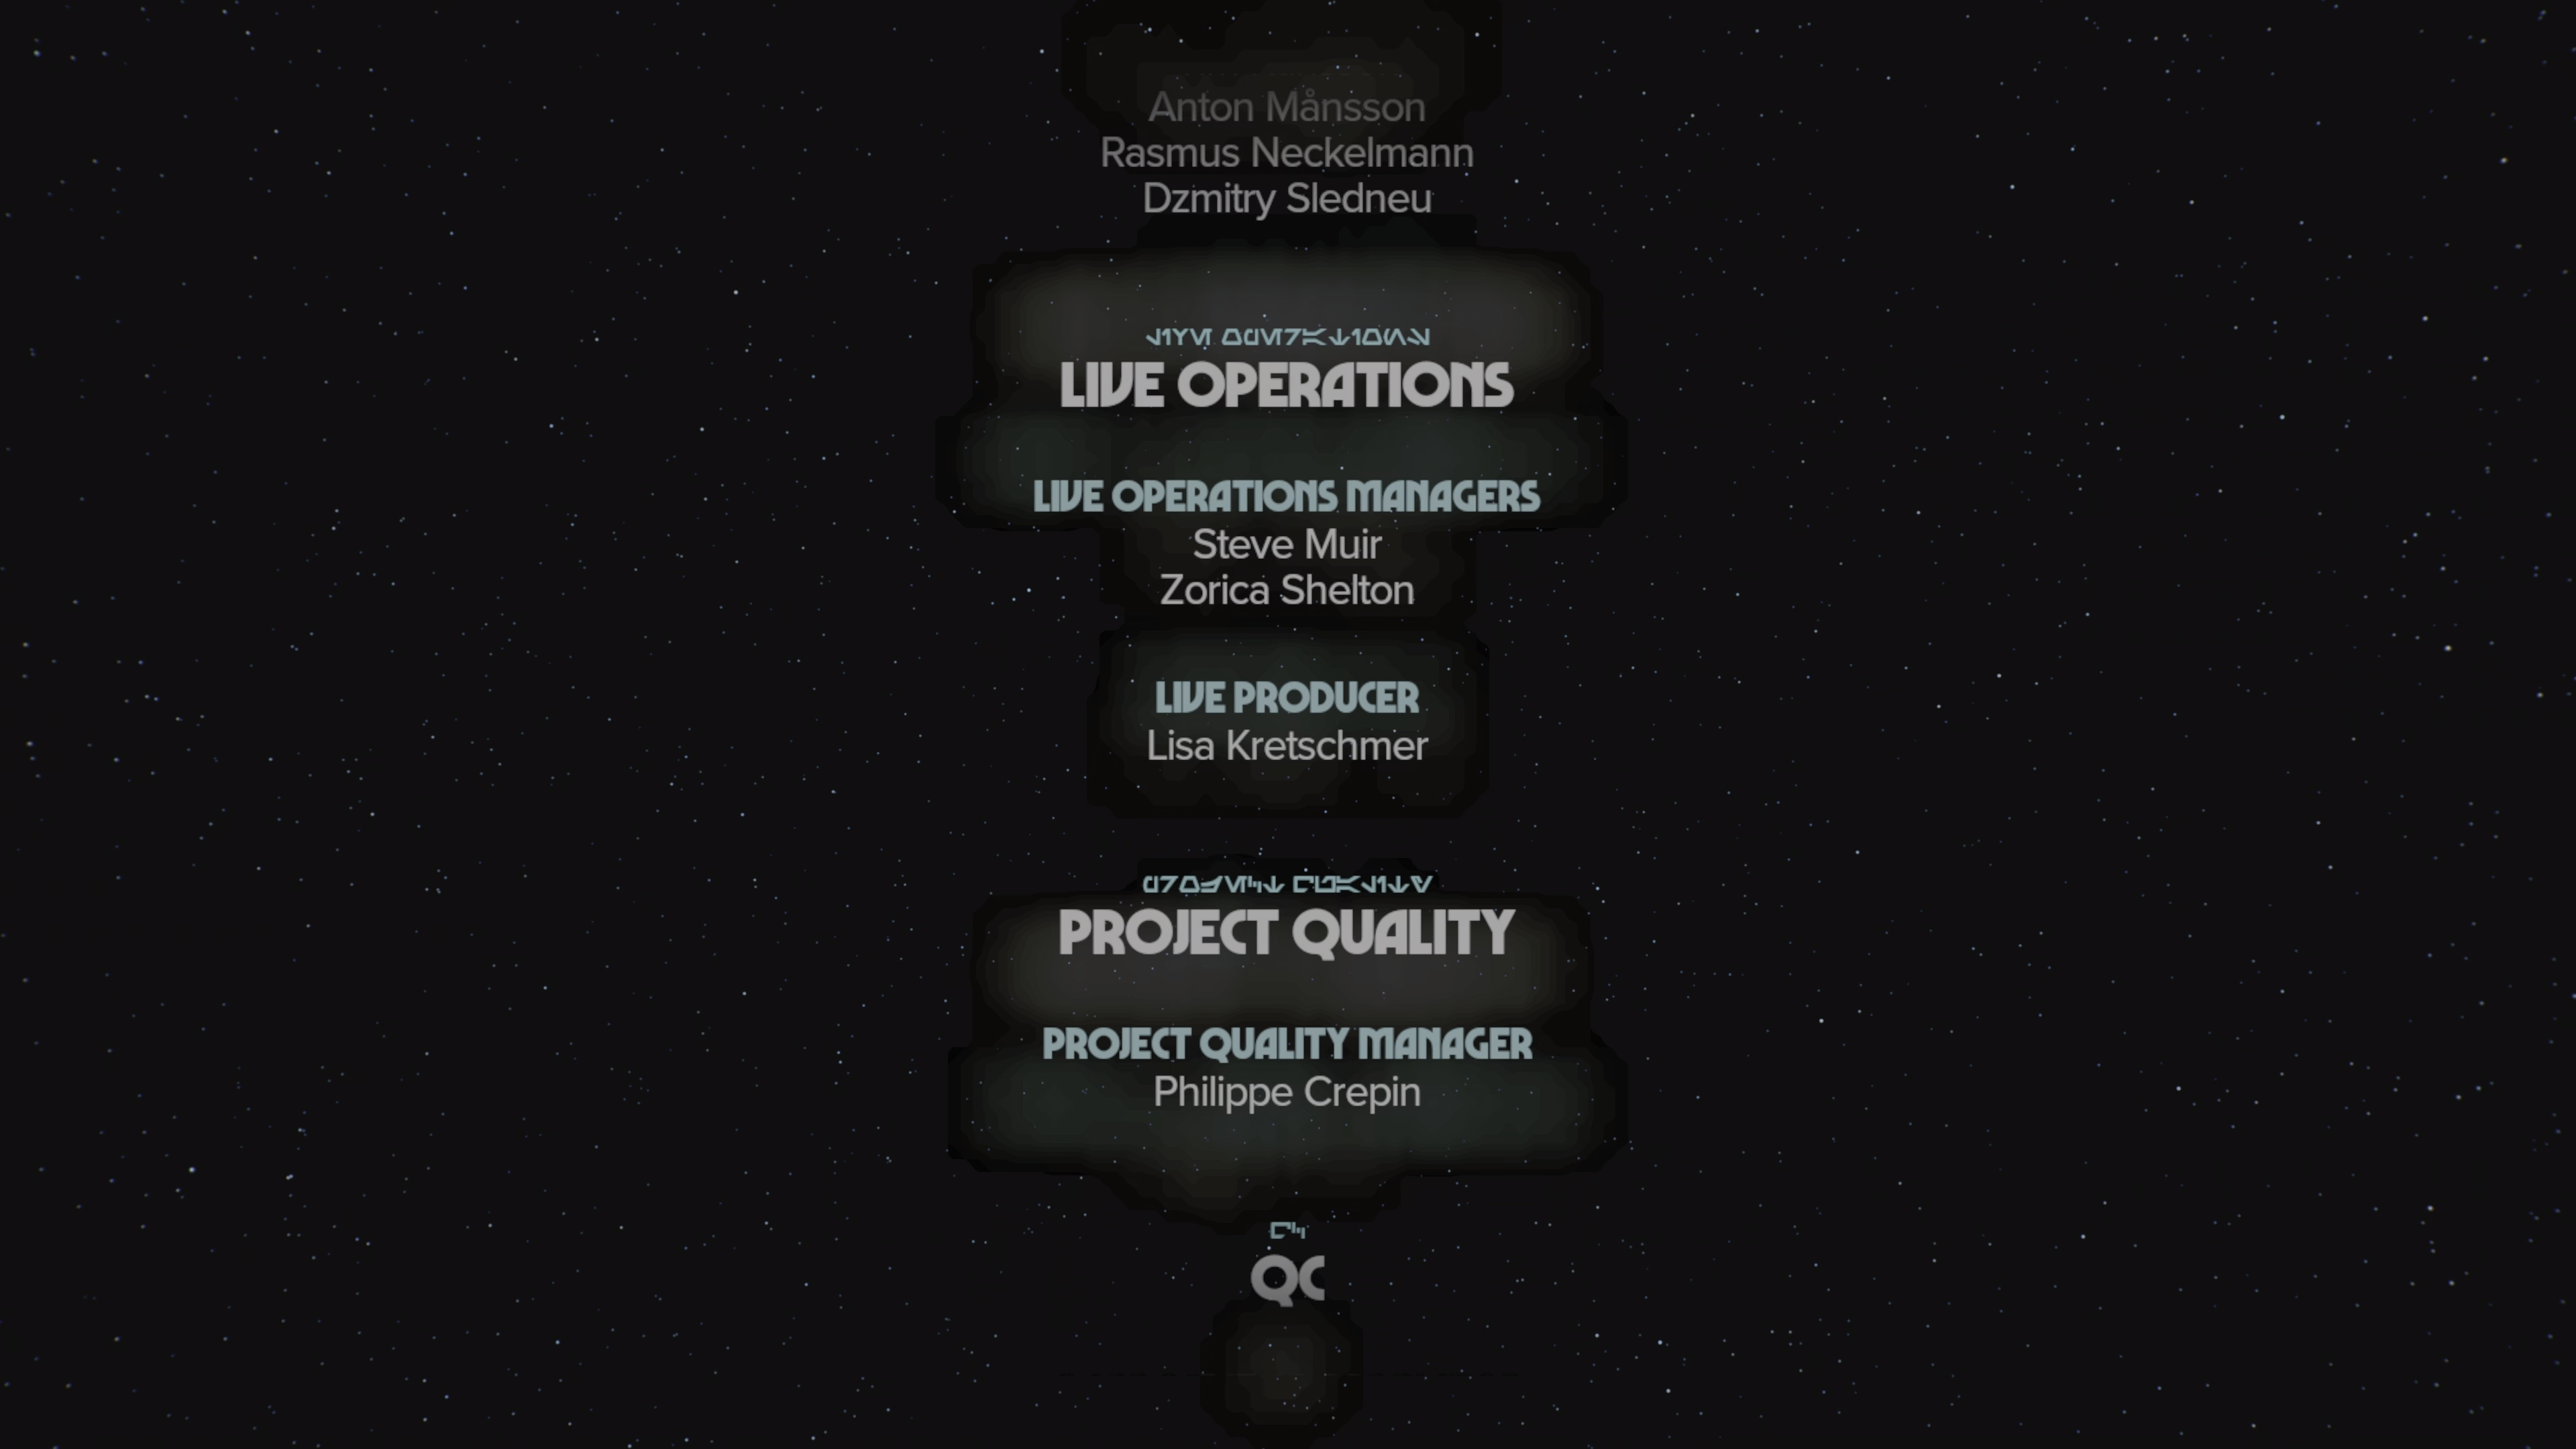 Anton Månsson
Rasmus Neckelmann
Dzmitry Sledneu
LIVE OPERATIONS
LIVE OPERATIONS MANAGERS
Steve Muir
Zorica Shelton
LIVE PRODUCER
Lisa Kretschmer
PROJECT QUALITY
PROJECT QUALITY MANAGER
Philippe Crepin
QC